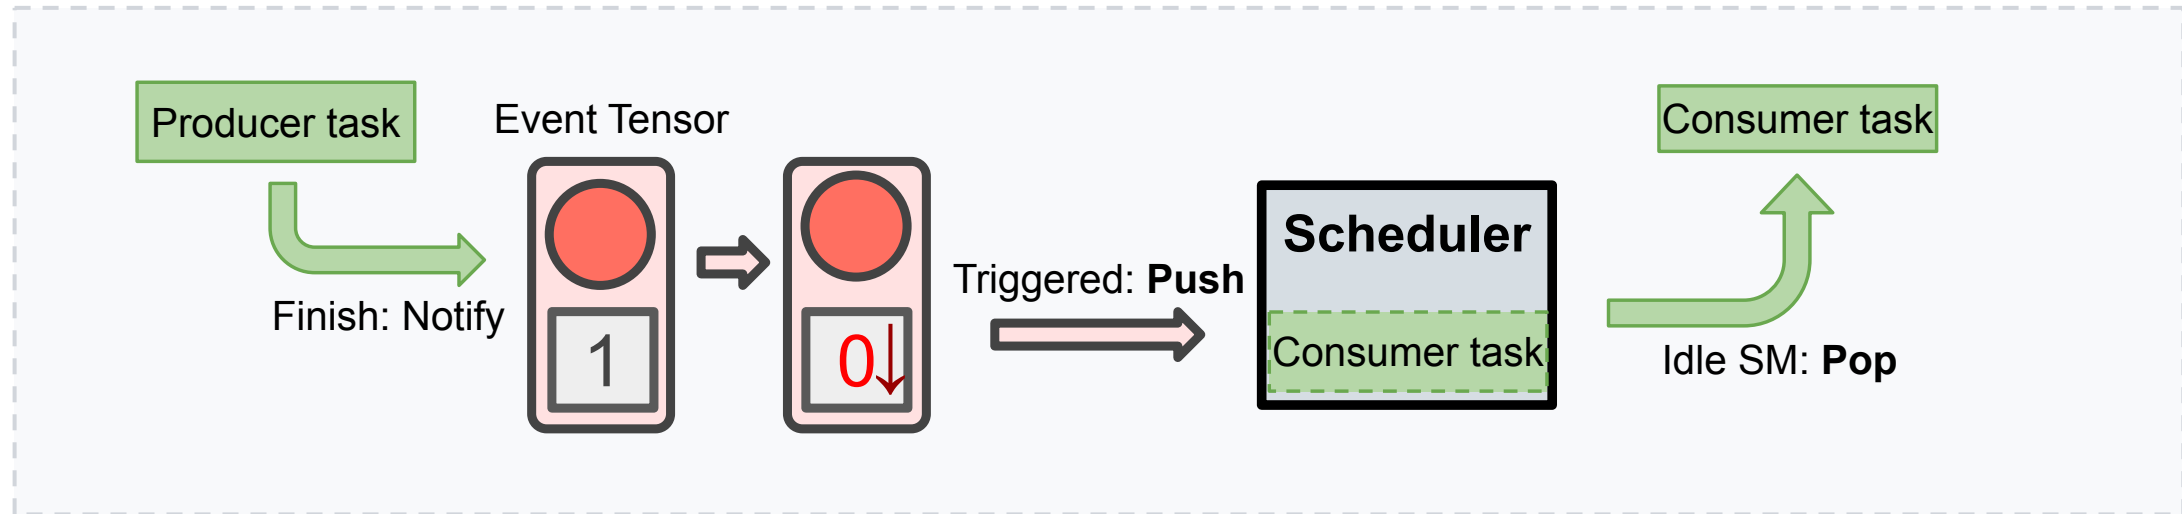 Producer task
Finish: Notify
Event Tensor
1
0↓
Triggered: Push
Scheduler
Consumer task
Idle SM: Pop
Consumer task